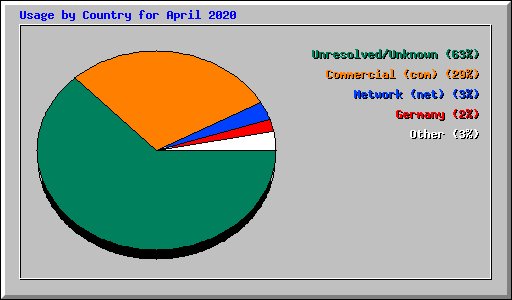 Usage by Country for April 2020
Unresolved/Unknown (63%)
Commercial (com) (29%)
Network (net) (3%)
Germany (2%)
Other (3%)